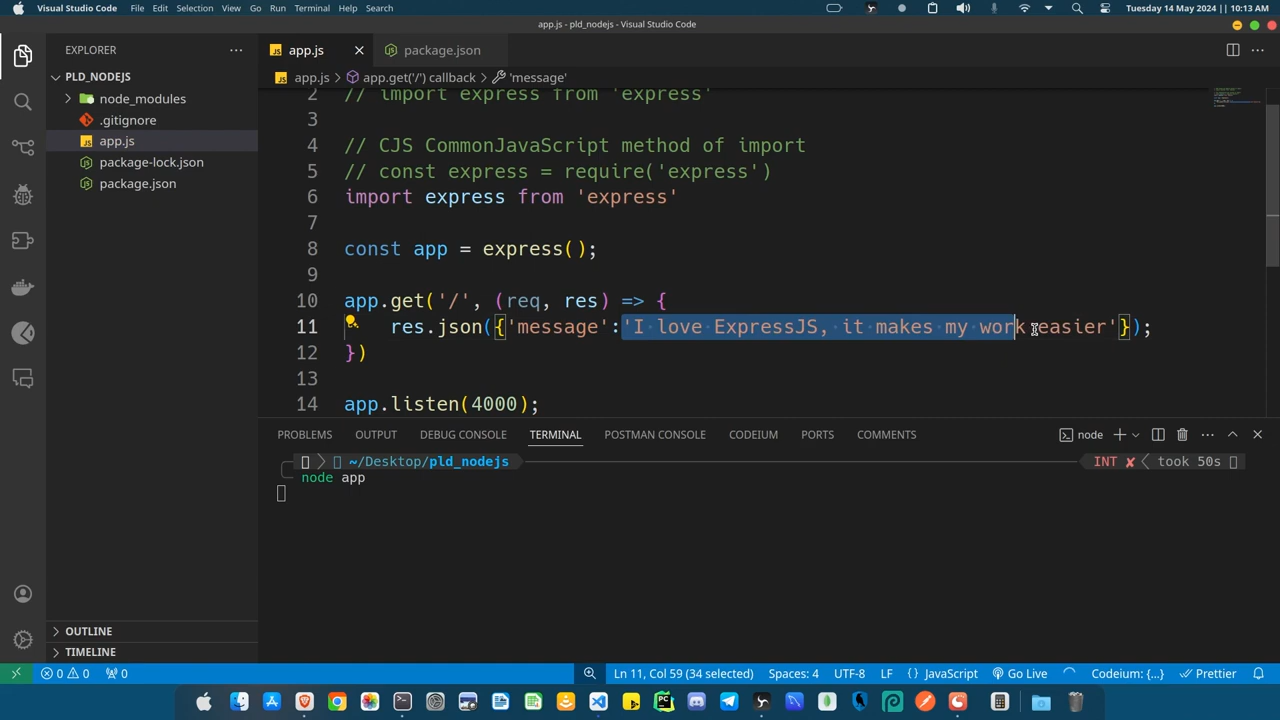 Visual Studio Code File Edit Selection View Go Run Terminal Help Tuesday 14 May 2024 | 10:13 AM
app.js - pld_nodejs - Visual Studio Code
EXPLORER
app.js
package.json
PLD_NODEJS
app.js > app.get('/') callback > 'message'
node_modules
.gitignore
app.js
package-lock.json
package.json
2 // import express from 'express'
3
4 // CJS CommonJavaScript method of import
5 // const express = require('express')
6 import express from 'express'
7
8 const app = express();
9
10 app.get('/', (req, res) => {
11 res.json({'message':'I love ExpressJS, it makes my work easier'});
12 })
13
14 app.listen(4000);
PROBLEMS OUTPUT DEBUG CONSOLE TERMINAL POSTMAN CONSOLE CODEIUM PORTS COMMENTS
node
~/Desktop/pld_nodejs INT ✘ took 50s
node app
OUTLINE
TIMELINE
0 0 0 Ln 11, Col 59 (34 selected) Spaces: 4 UTF-8 LF JavaScript Go Live Codeium: {...} Prettier